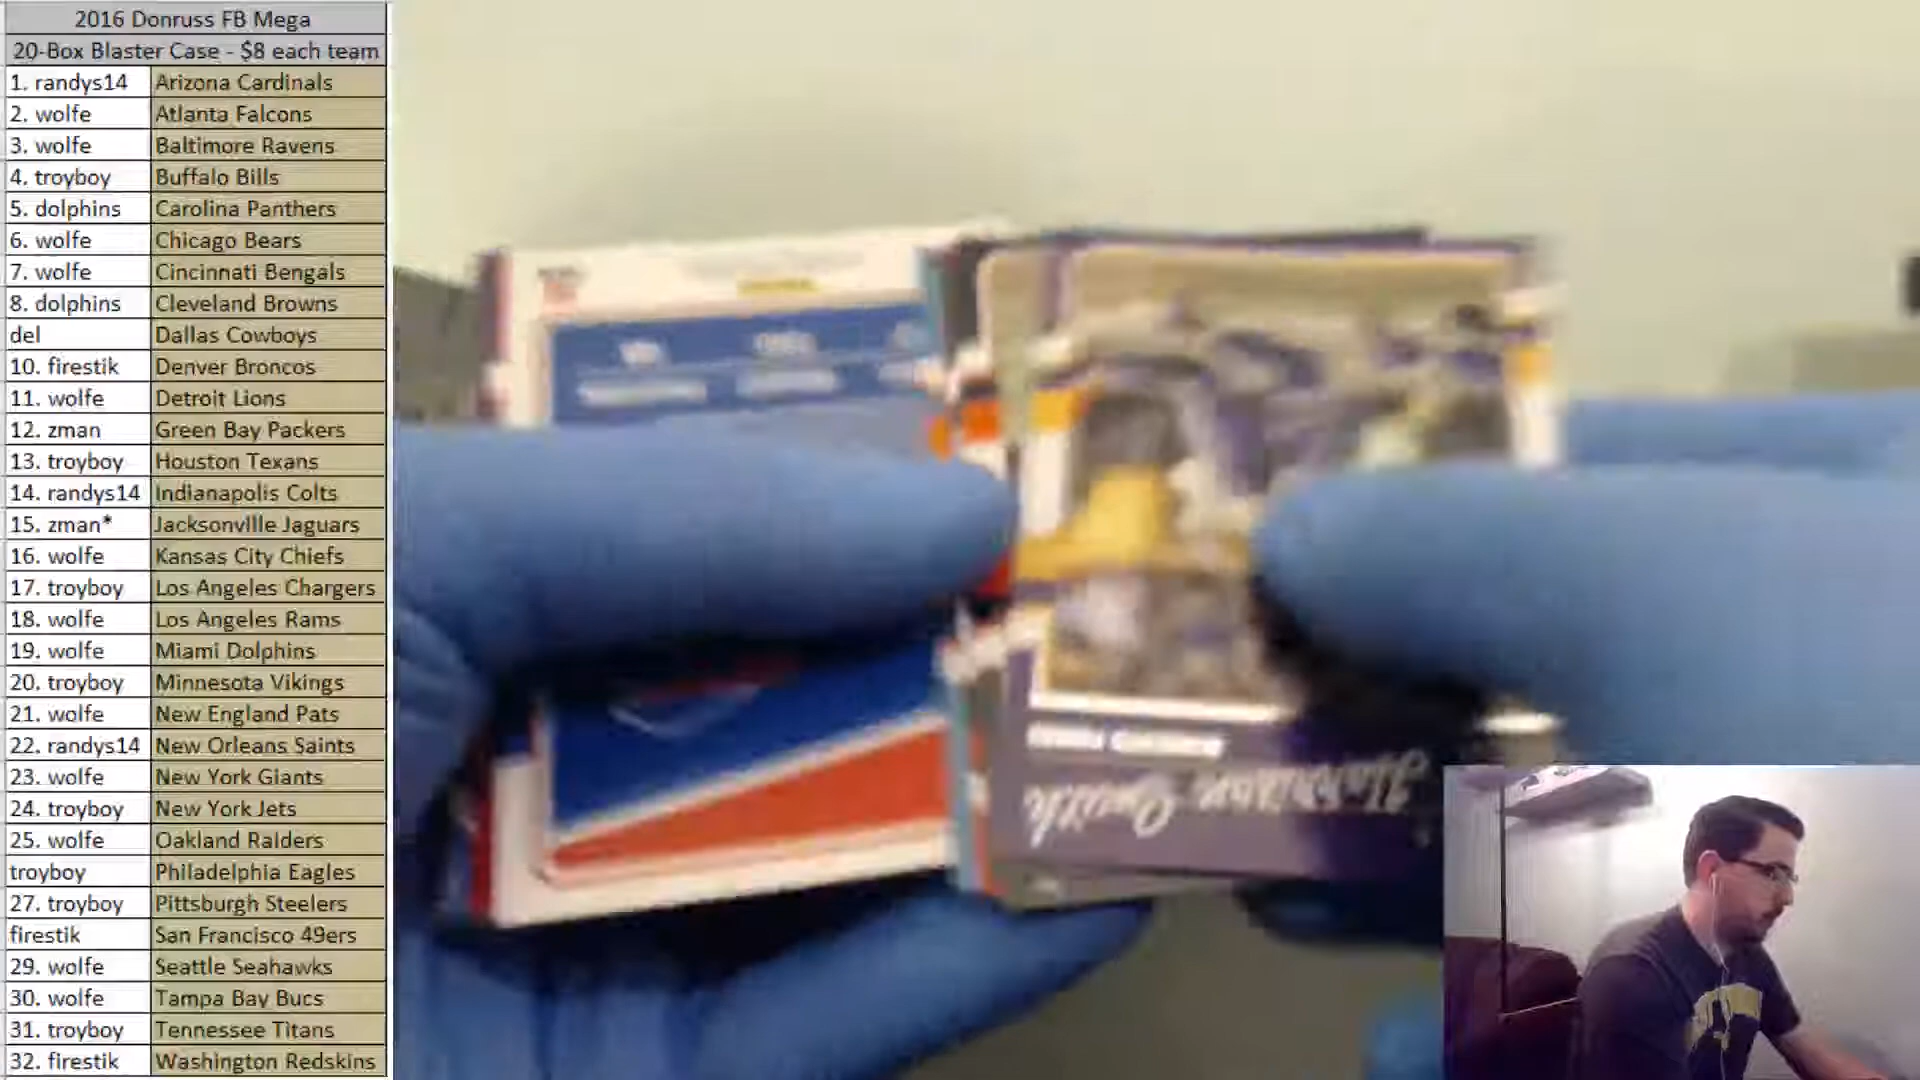 2016 Donruss FB Mega
20-Box Blaster Case - $8 each team
1. randys14 Arizona Cardinals
2. wolfe Atlanta Falcons
3. wolfe Baltimore Ravens
4. troyboy Buffalo Bills
5. dolphins Carolina Panthers
6. wolfe Chicago Bears
7. wolfe Cincinnati Bengals
8. dolphins Cleveland Browns
del Dallas Cowboys
10. firestik Denver Broncos
11. wolfe Detroit Lions
12. zman Green Bay Packers
13. troyboy Houston Texans
14. randys14 Indianapolis Colts
15. zman* Jacksonville Jaguars
16. wolfe Kansas City Chiefs
17. troyboy Los Angeles Chargers
18. wolfe Los Angeles Rams
19. wolfe Miami Dolphins
20. troyboy Minnesota Vikings
21. wolfe New England Pats
22. randys14 New Orleans Saints
23. wolfe New York Giants
24. troyboy New York Jets
25. wolfe Oakland Raiders
troyboy Philadelphia Eagles
27. troyboy Pittsburgh Steelers
firestik San Francisco 49ers
29. wolfe Seattle Seahawks
30. wolfe Tampa Bay Bucs
31. troyboy Tennessee Titans
32. firestik Washington Redskins
Harrison Smith